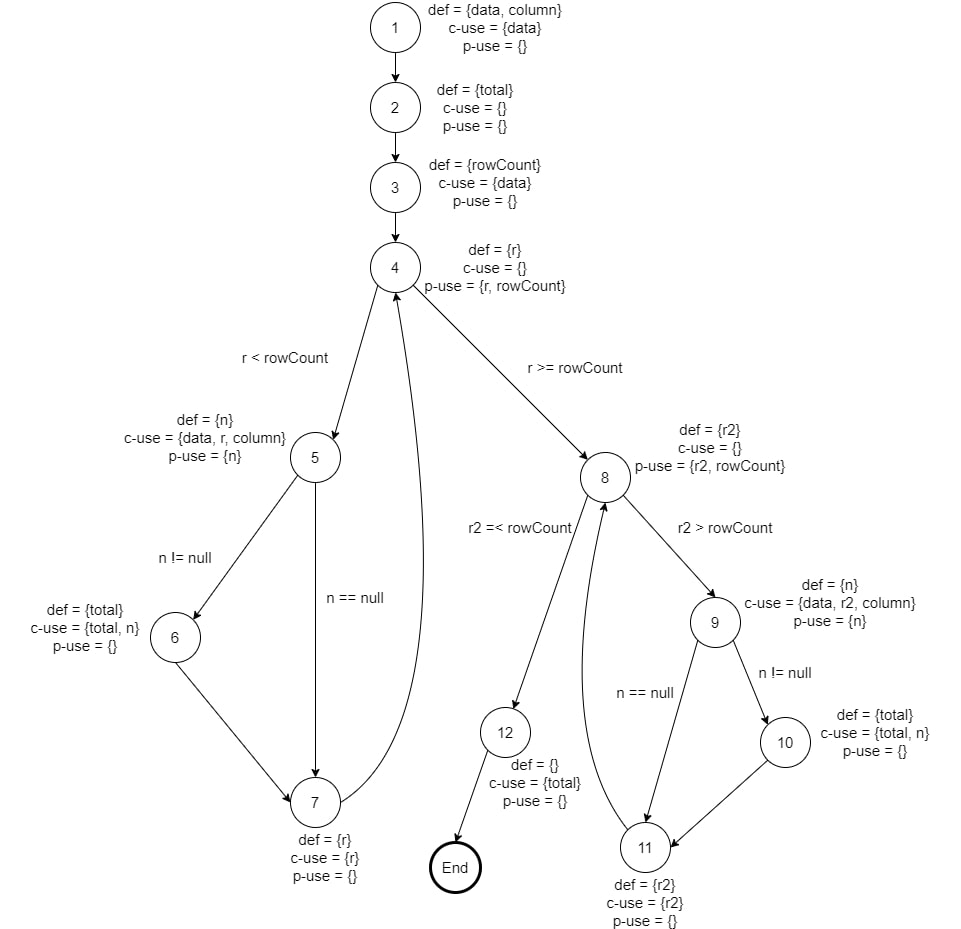 def = {data, column}
1
c-use = {data}
p-use = {}
def = {total}
2
c-use = {}
p-use = {}
def = {rowCount}
3
c-use = {data}
p-use = {}
def = {r}
4
c-use = {}
p-use = {r, rowCount}
r < rowCount
r >= rowCount
def = {n}
c-use = {data, r, column}
p-use = {n}
5
def = {r2}
c-use = {}
p-use = {r2, rowCount}
8
r2 =< rowCount
r2 > rowCount
n != null
n == null
def = {total}
c-use = {total, n}
p-use = {}
6
def = {n}
c-use = {data, r2, column}
p-use = {n}
9
n == null
n != null
def = {total}
c-use = {total, n}
p-use = {}
10
12
def = {}
c-use = {total}
p-use = {}
7
def = {r}
c-use = {r}
p-use = {}
End
11
def = {r2}
c-use = {r2}
p-use = {}